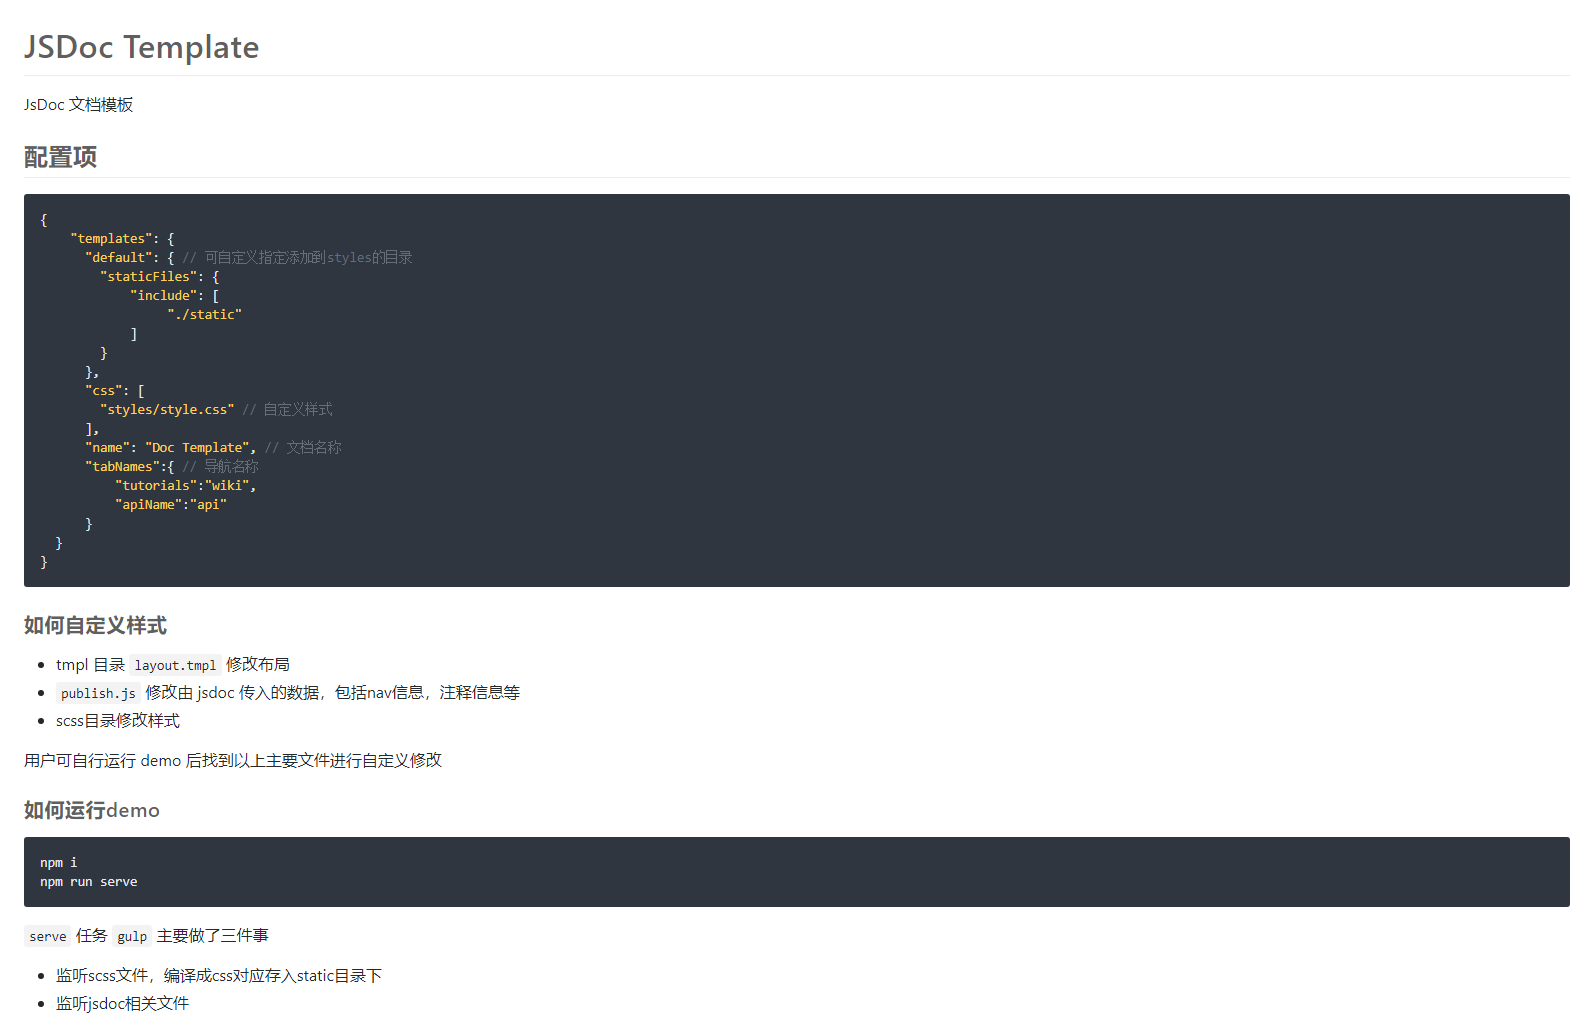 JSDoc Template
JsDoc 文档模板
配置项
{
    "templates": {
      "default": { // 可自定义指定添加到styles的目录
        "staticFiles": {
            "include": [
                 "./static"
            ]
        }
      },
      "css": [
        "styles/style.css" // 自定义样式
      ],
      "name": "Doc Template", // 文档名称
      "tabNames":{ // 导航名称
          "tutorials":"wiki",
          "apiName":"api"
      }
  }
}
如何自定义样式
• tmpl 目录 layout.tmpl 修改布局
• publish.js 修改由 jsdoc 传入的数据，包括nav信息，注释信息等
• scss目录修改样式
用户可自行运行 demo 后找到以上主要文件进行自定义修改
如何运行demo
npm i
npm run serve
serve 任务 gulp 主要做了三件事
• 监听scss文件，编译成css对应存入static目录下
• 监听jsdoc相关文件